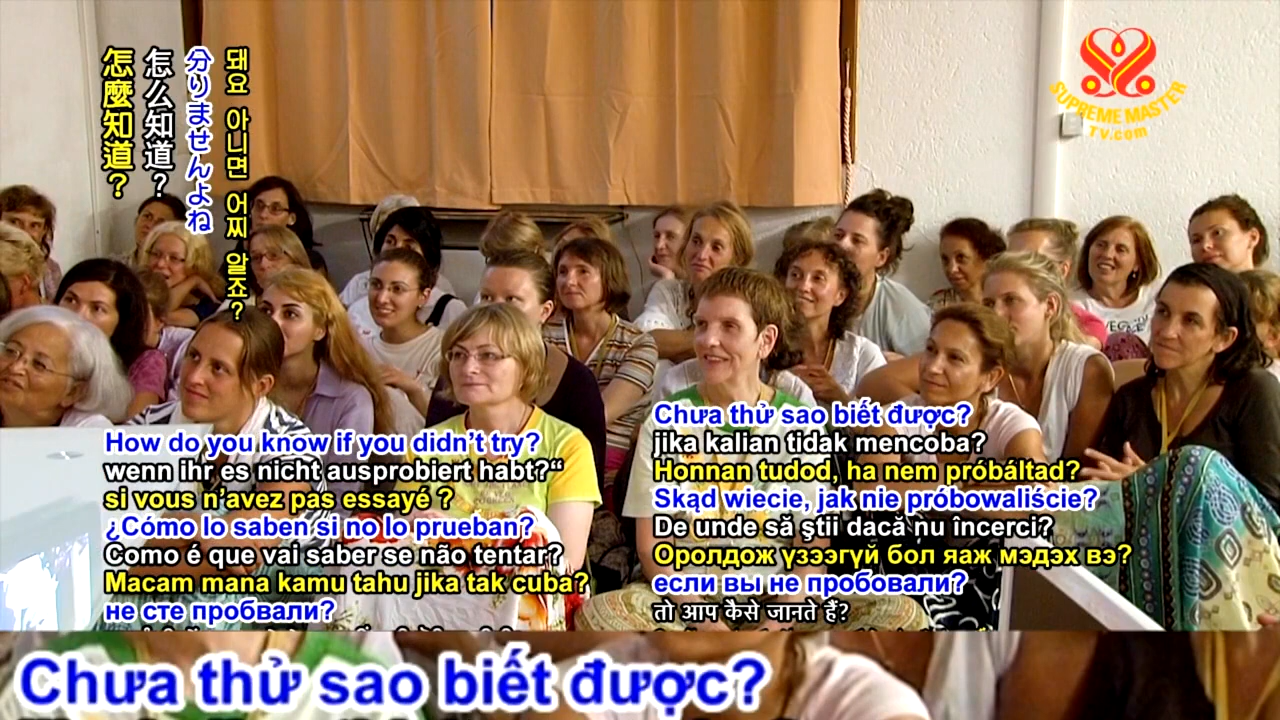 怎麼知道？
怎么知道？
分りませんよね
돼요 아니면 어찌 알죠?
SUPREME MASTER
TV.com
How do you know if you didn’t try?
wenn ihr es nicht ausprobiert habt?“
si vous n’avez pas essayé ?
¿Cómo lo saben si no lo prueban?
Como é que vai saber se não tentar?
Macam mana kamu tahu jika tak cuba?
не сте пробвали?
Chưa thử sao biết được?
jika kalian tidak mencoba?
Honnan tudod, ha nem próbáltad?
Skąd wiecie, jak nie próbowaliście?
De unde să ştii dacă nu încerci?
Оролдож үзээгүй бол яаж мэдэх вэ?
если вы не пробовали?
तो आप कैसे जानते हैं?
Chưa thử sao biết được?